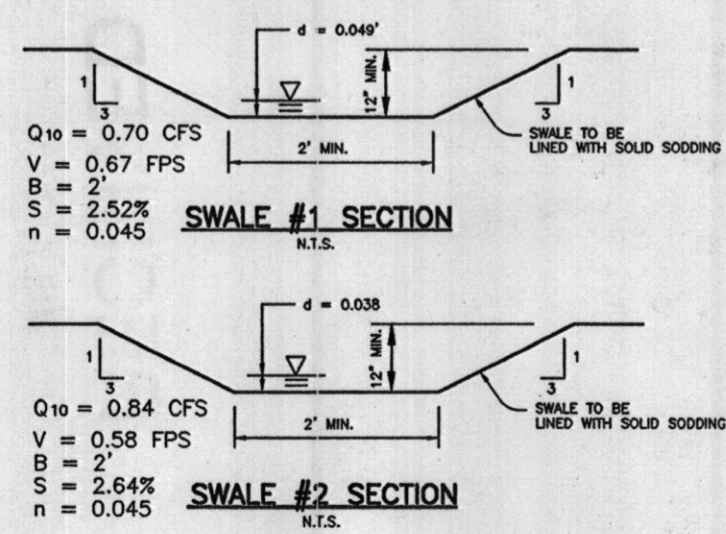 d = 0.049'
1
3
12" MIN.
1
3
Q10 = 0.70 CFS
V = 0.67 FPS
B = 2'
S = 2.52%
n = 0.045
2' MIN.
SWALE TO BE
LINED WITH SOLID SODDING
SWALE #1 SECTION
N.T.S.
d = 0.038
1
3
12" MIN.
1
3
Q10 = 0.84 CFS
V = 0.58 FPS
B = 2'
S = 2.64%
n = 0.045
2' MIN.
SWALE TO BE
LINED WITH SOLID SODDING
SWALE #2 SECTION
N.T.S.